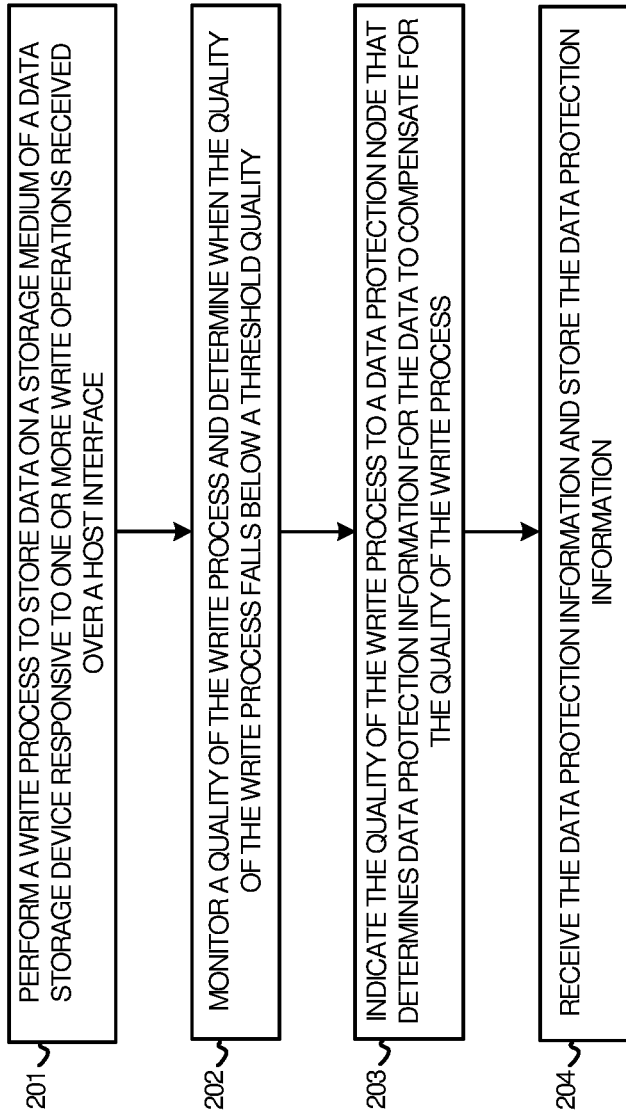 201
PERFORM A WRITE PROCESS TO STORE DATA ON A STORAGE MEDIUM OF A DATA
STORAGE DEVICE RESPONSIVE TO ONE OR MORE WRITE OPERATIONS RECEIVED
OVER A HOST INTERFACE
202
MONITOR A QUALITY OF THE WRITE PROCESS AND DETERMINE WHEN THE QUALITY
OF THE WRITE PROCESS FALLS BELOW A THRESHOLD QUALITY
203
INDICATE THE QUALITY OF THE WRITE PROCESS TO A DATA PROTECTION NODE THAT
DETERMINES DATA PROTECTION INFORMATION FOR THE DATA TO COMPENSATE FOR
THE QUALITY OF THE WRITE PROCESS
204
RECEIVE THE DATA PROTECTION INFORMATION AND STORE THE DATA PROTECTION
INFORMATION